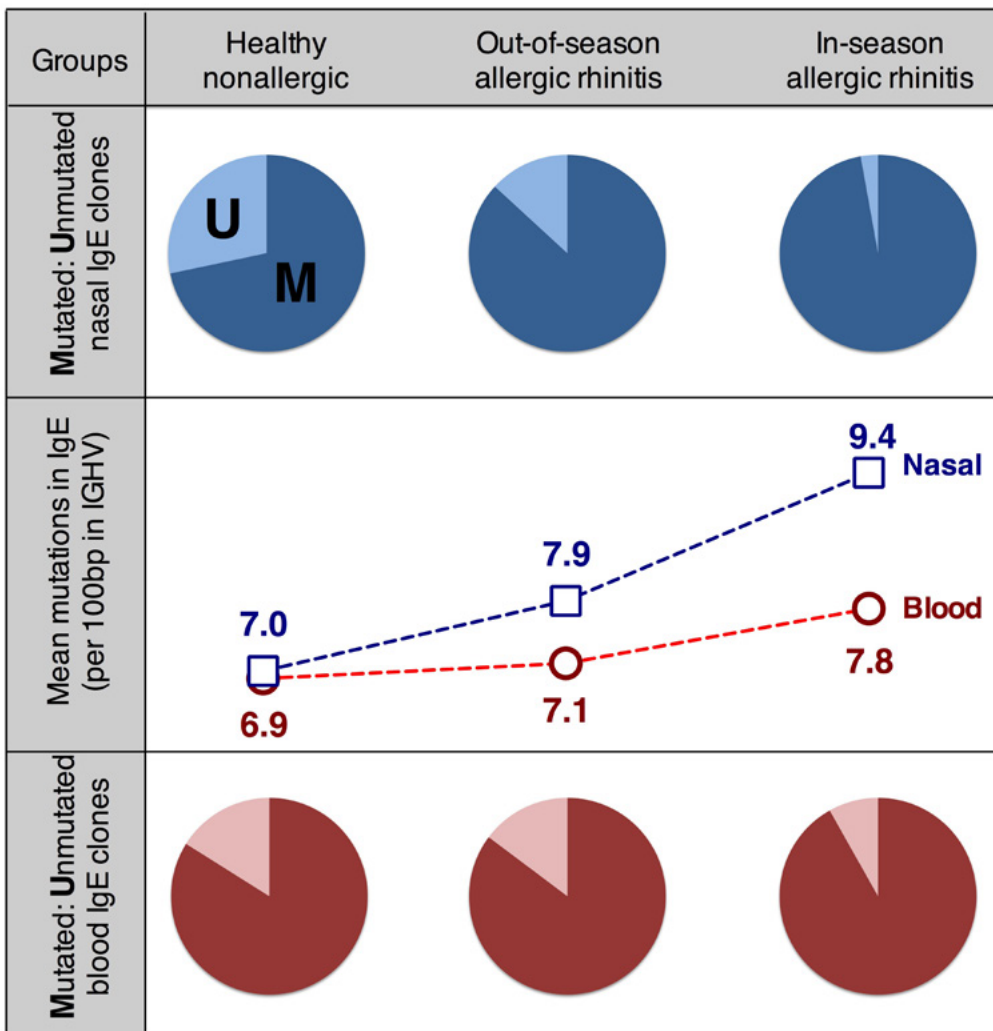 Groups
Healthy
nonallergic
Out-of-season
allergic rhinitis
In-season
allergic rhinitis
Mutated: Unmutated
nasal IgE clones
U
M
Mean mutations in IgE
(per 100bp in IGHV)
9.4
Nasal
7.9
7.0
Blood
7.8
7.1
6.9
Mutated: Unmutated
blood IgE clones